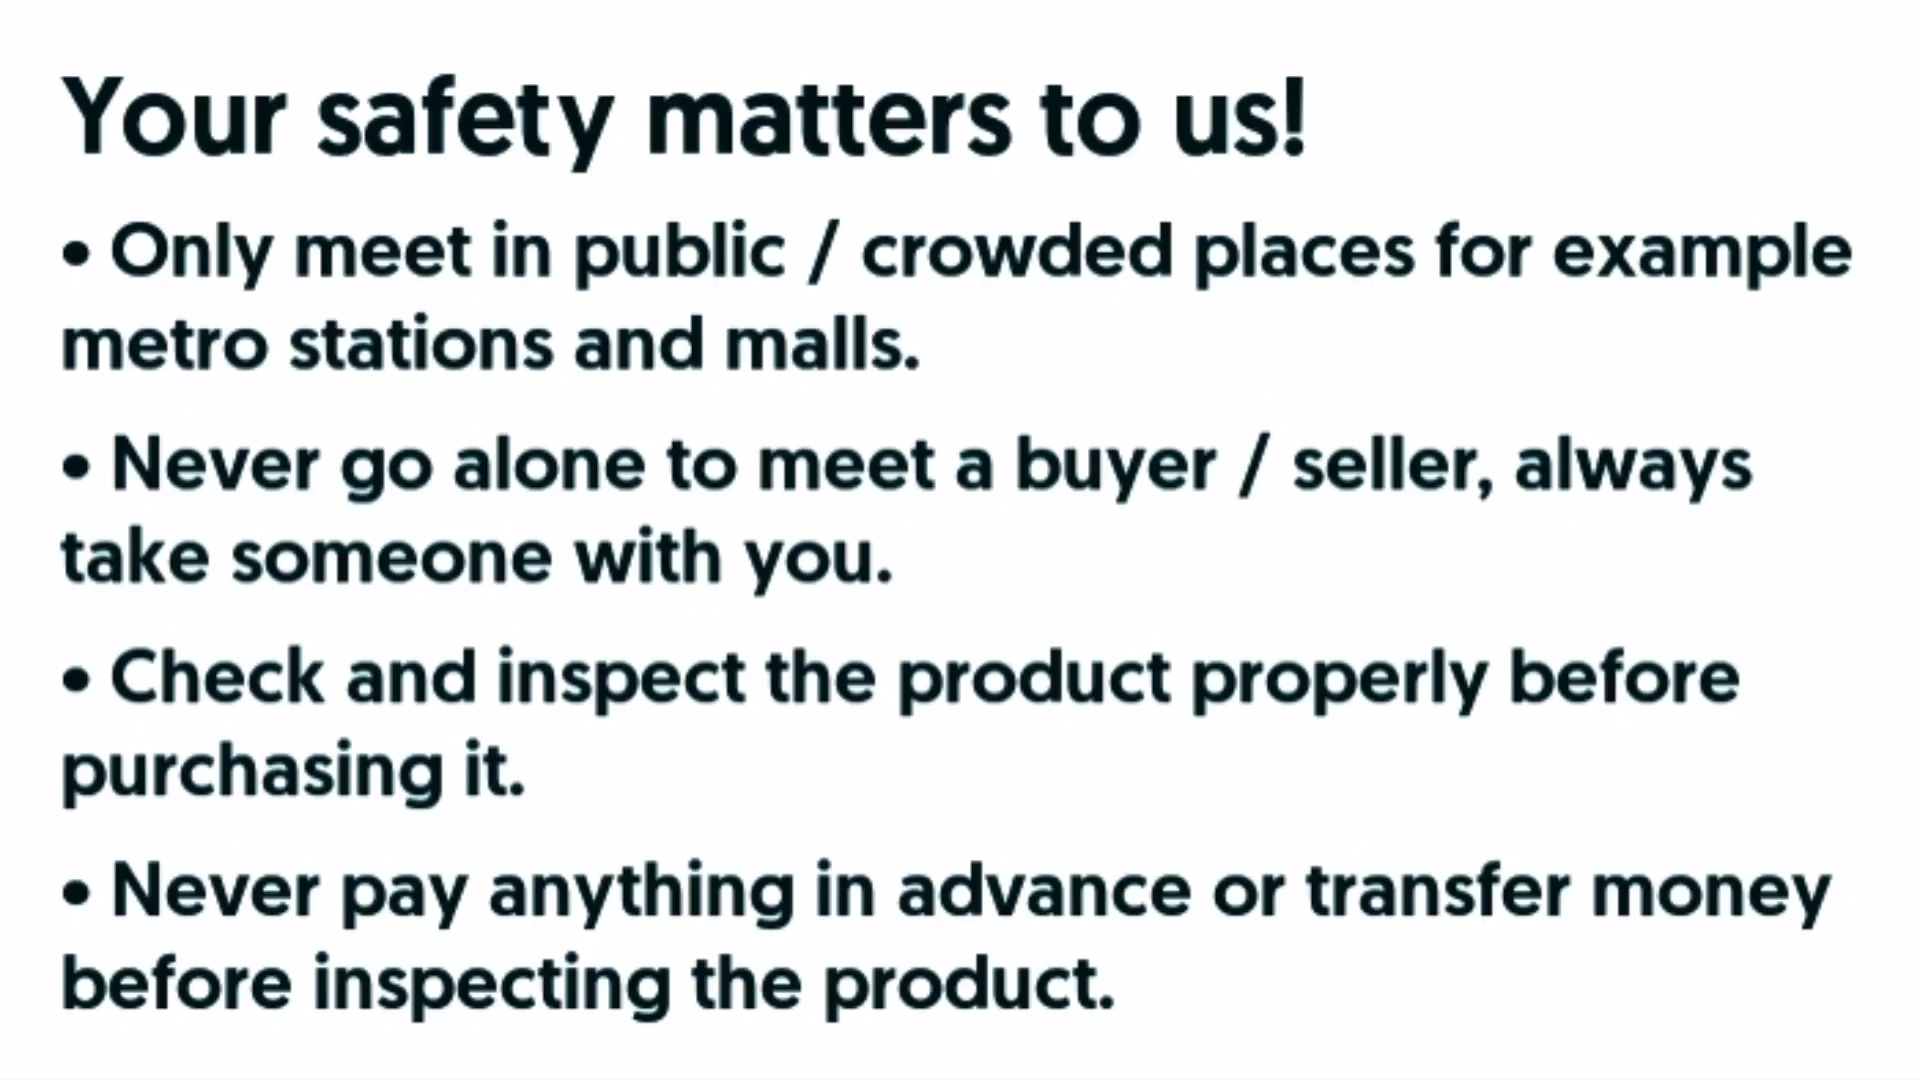 Your safety matters to us!
• Only meet in public / crowded places for example
metro stations and malls.
• Never go alone to meet a buyer / seller, always
take someone with you.
• Check and inspect the product properly before
purchasing it.
• Never pay anything in advance or transfer money
before inspecting the product.